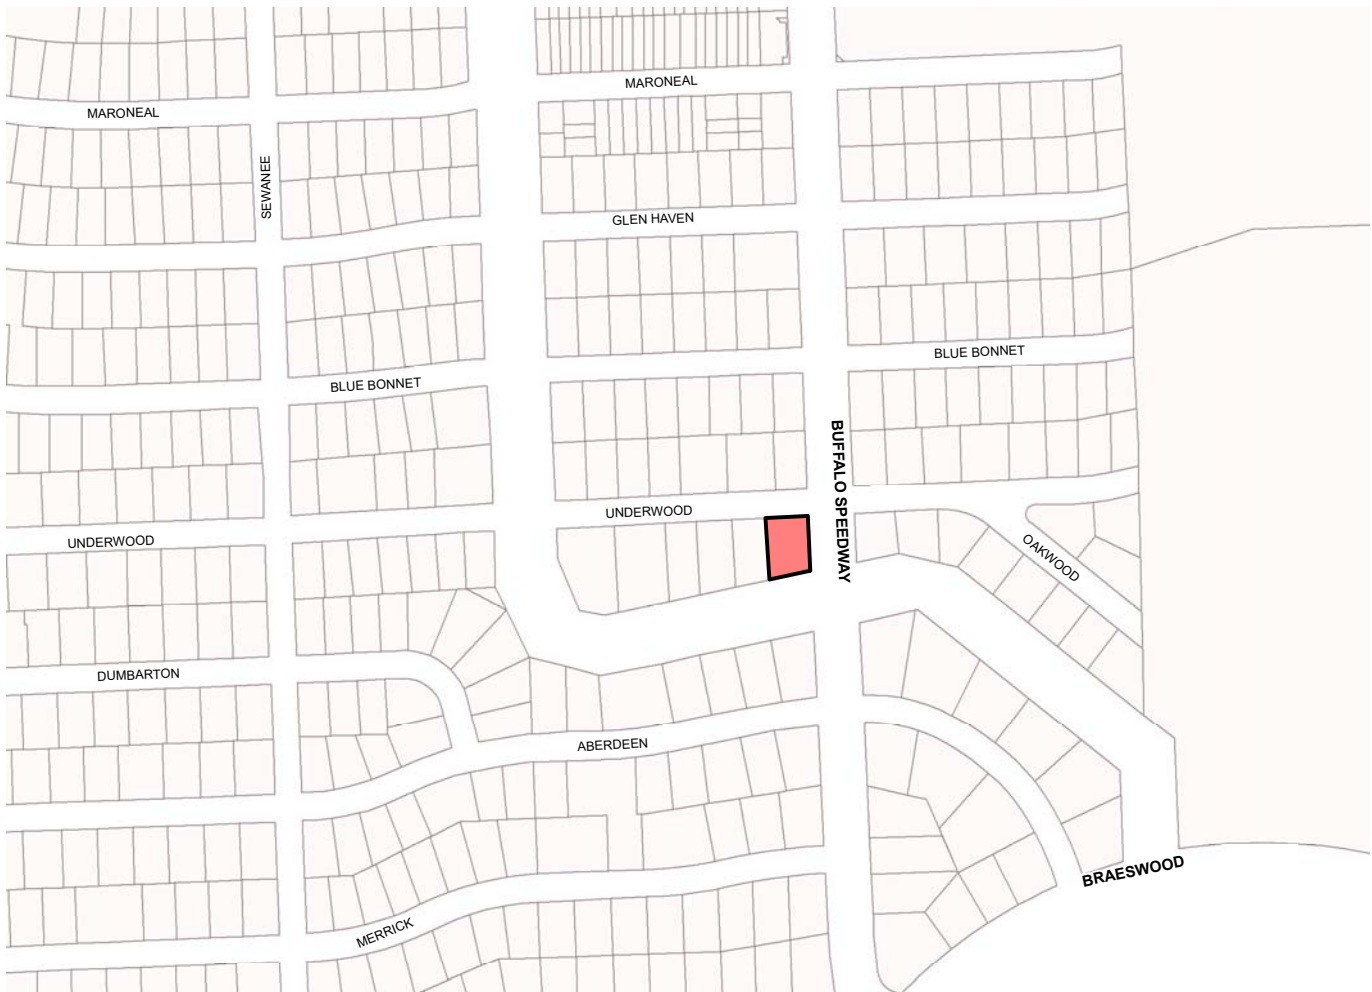 MARONEAL
MARONEAL
SEWANEE
GLEN HAVEN
BLUE BONNET
BLUE BONNET
BUFFALO SPEEDWAY
UNDERWOOD
UNDERWOOD
OAKWOOD
DUMBARTON
ABERDEEN
BRAESWOOD
MERRICK